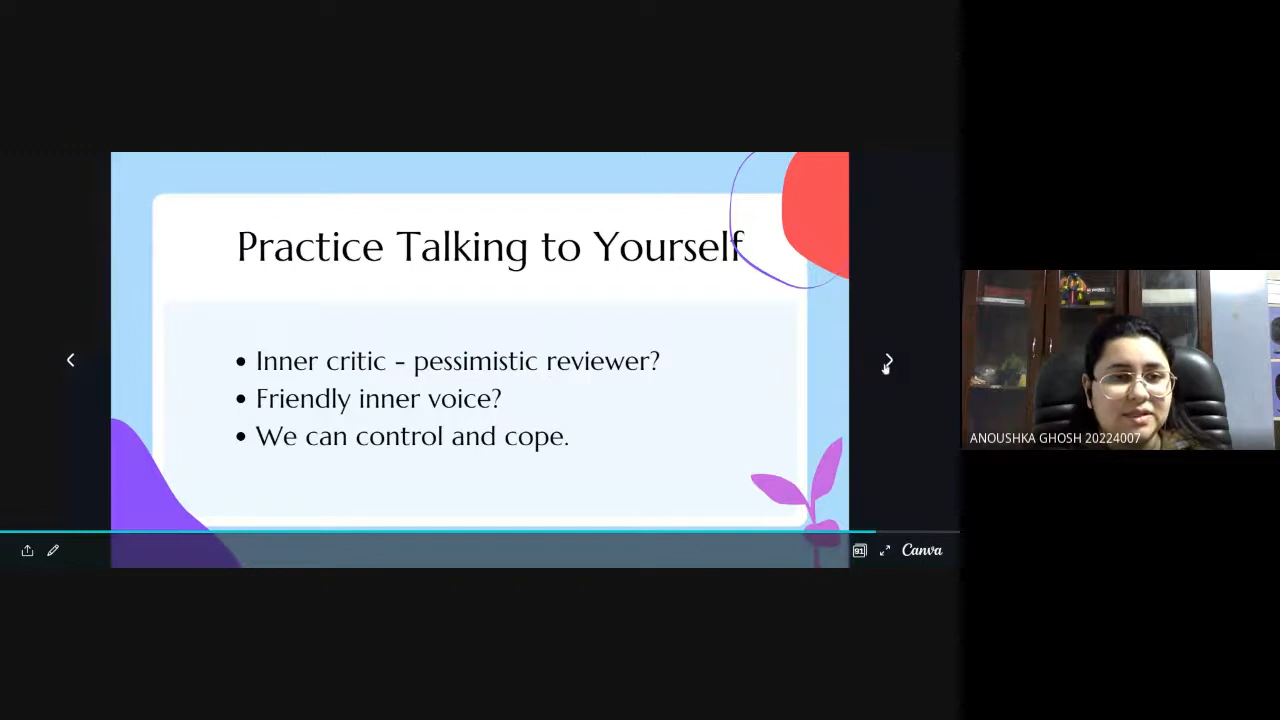 Practice Talking to Yourself
• Inner critic - pessimistic reviewer?
• Friendly inner voice?
• We can control and cope.
ANOUSHKA GHOSH 20224007
91
Canva